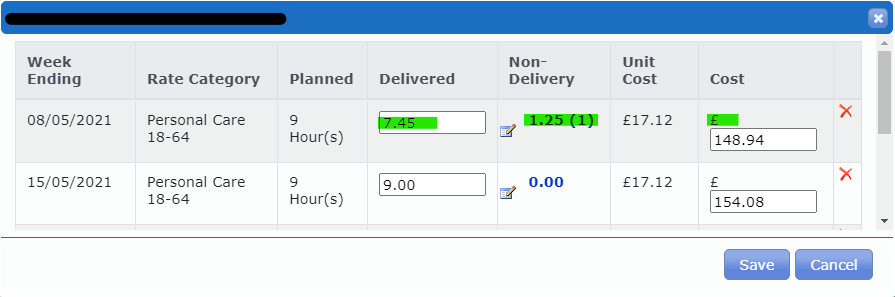 Week Ending Rate Category Planned Delivered Non-Delivery Unit Cost Cost
08/05/2021 Personal Care 18-64 9 Hour(s) 7.45 1.25 (1) £17.12 £ 148.94
15/05/2021 Personal Care 18-64 9 Hour(s) 9.00 0.00 £17.12 £ 154.08
Save Cancel